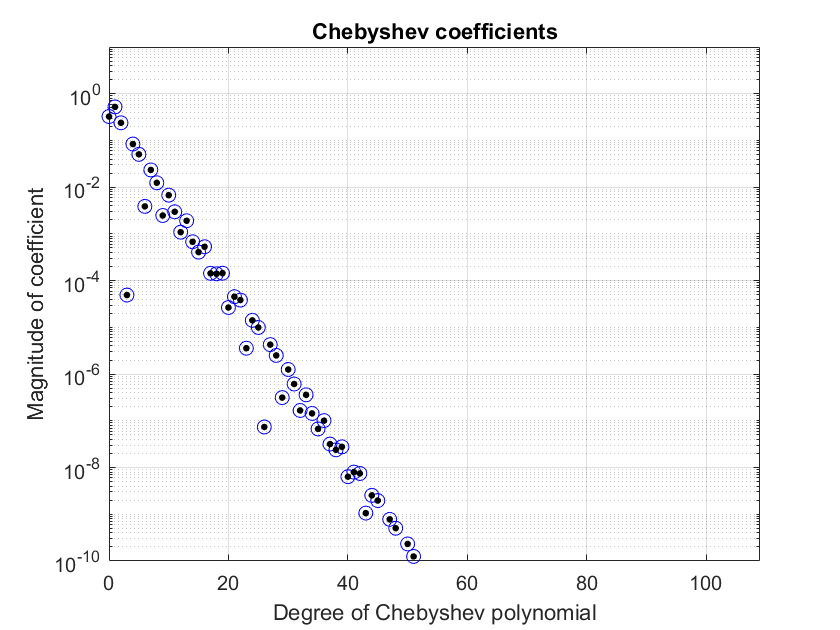 Chebyshev coefficients
Magnitude of coefficient
10^0
10^-2
10^-4
10^-6
10^-8
10^-10
0 20 40 60 80 100
Degree of Chebyshev polynomial